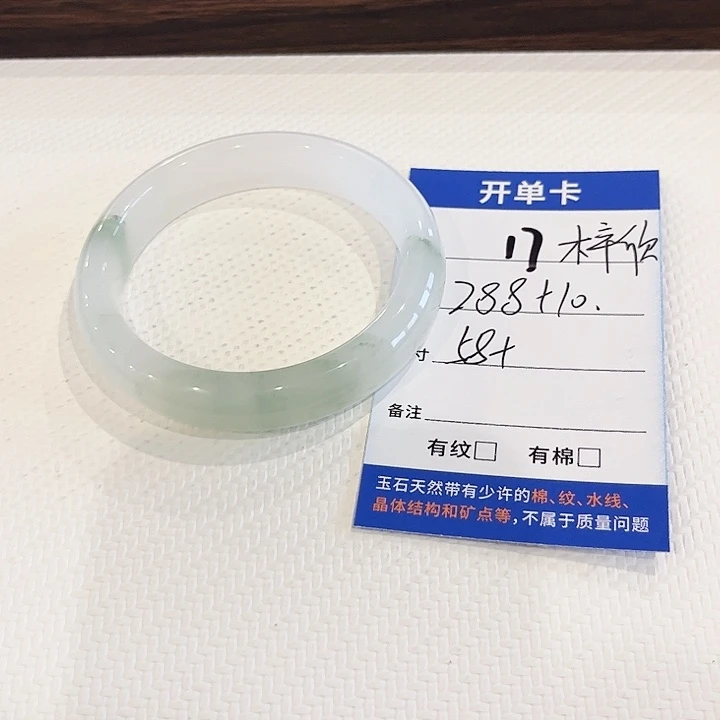 开单卡
17 梓欣
288+10.
寸 58+
备注
有纹□ 有棉□
玉石天然带有少许的棉、纹、水线、
晶体结构和矿点等，不属于质量问题